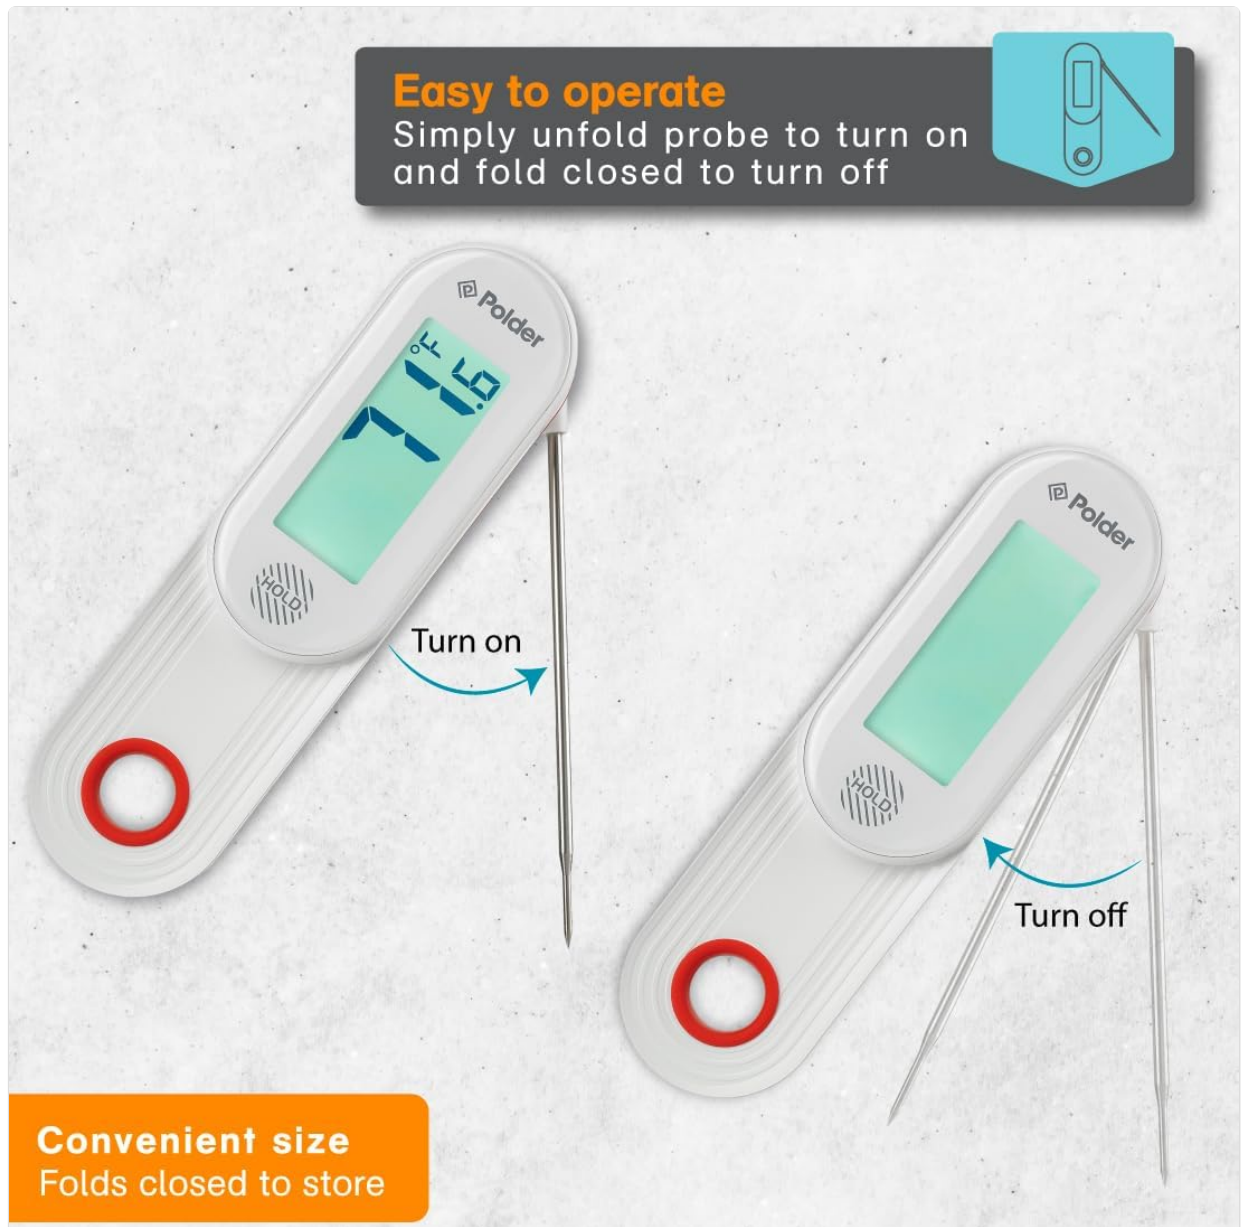 Easy to operate
Simply unfold probe to turn on
and fold closed to turn off
Polder
°F
71.6
HOLD
Turn on
Polder
HOLD
Turn off
Convenient size
Folds closed to store